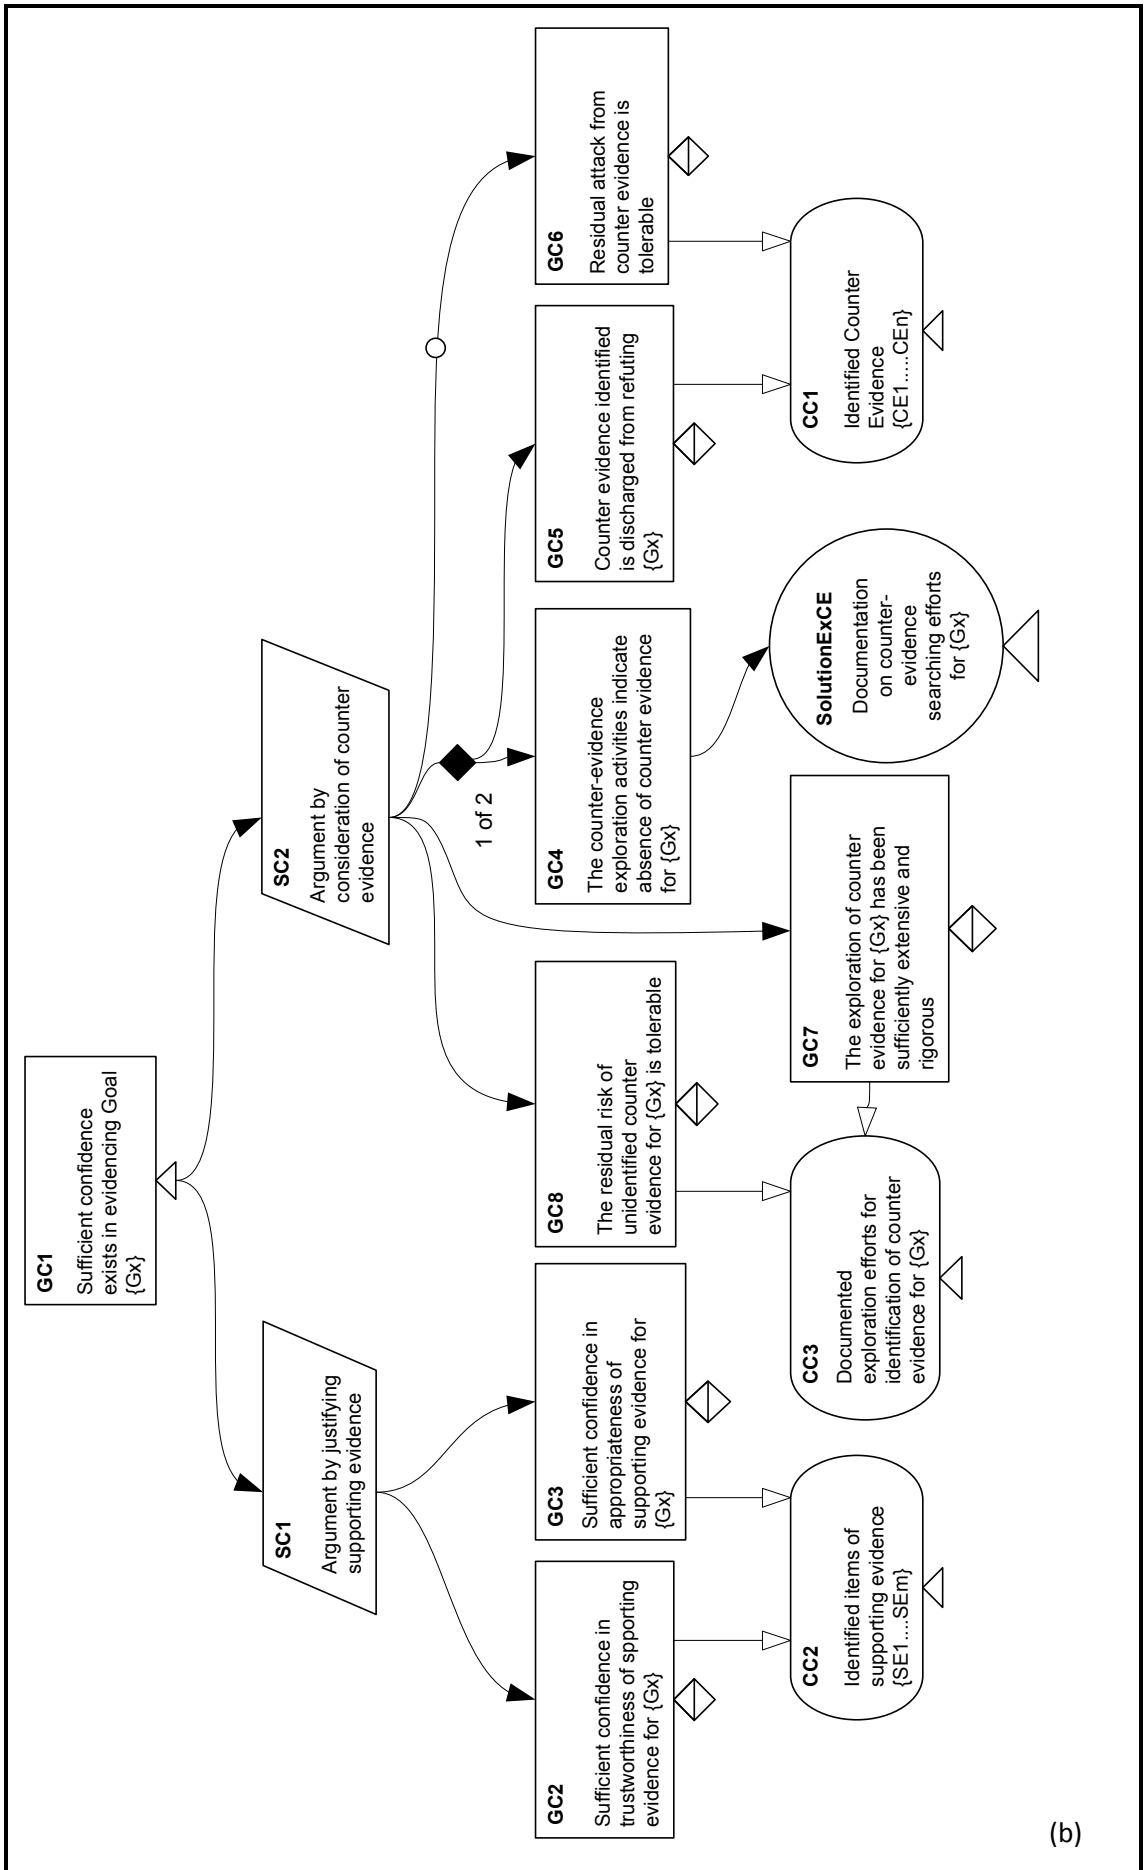 GC1
Sufficient confidence
exists in evidencing Goal
{Gx}
SC1
Argument by justifying
supporting evidence
SC2
Argument by
consideration of counter
evidence
1 of 2
GC2
Sufficient confidence in
trustworthiness of spporting
evidence for {Gx}
GC3
Sufficient confidence in
appropriateness of
supporting evidence for
{Gx}
GC8
The residual risk of
unidentified counter
evidence for {Gx} is tolerable
GC4
The counter-evidence
exploration activities indicate
absence of counter evidence
for {Gx}
GC5
Counter evidence identified
is discharged from refuting
{Gx}
GC6
Residual attack from
counter evidence is
tolerable
CC2
Identified items of
supporting evidence
{SE1....SEm}
CC3
Documented
exploration efforts for
identification of counter
evidence for {Gx}
GC7
The exploration of counter
evidence for {Gx} has been
sufficiently extensive and
rigorous
SolutionExCE
Documentation
on counter-
evidence
searching efforts
for {Gx}
CC1
Identified Counter
Evidence
{CE1.....CEn}
(b)